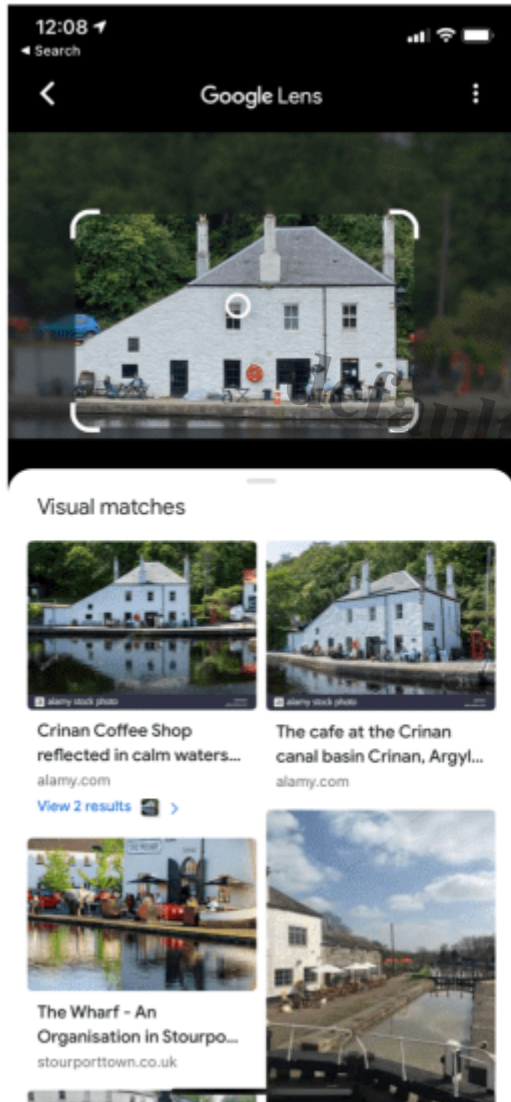 12:08
Search
Google Lens
default
Visual matches
alamy stock photo
alamy stock photo
Crinan Coffee Shop
reflected in calm waters...
alamy.com
View 2 results
The cafe at the Crinan
canal basin Crinan, Argyl...
alamy.com
The Wharf - An
Organisation in Stourpo...
stourporttown.co.uk